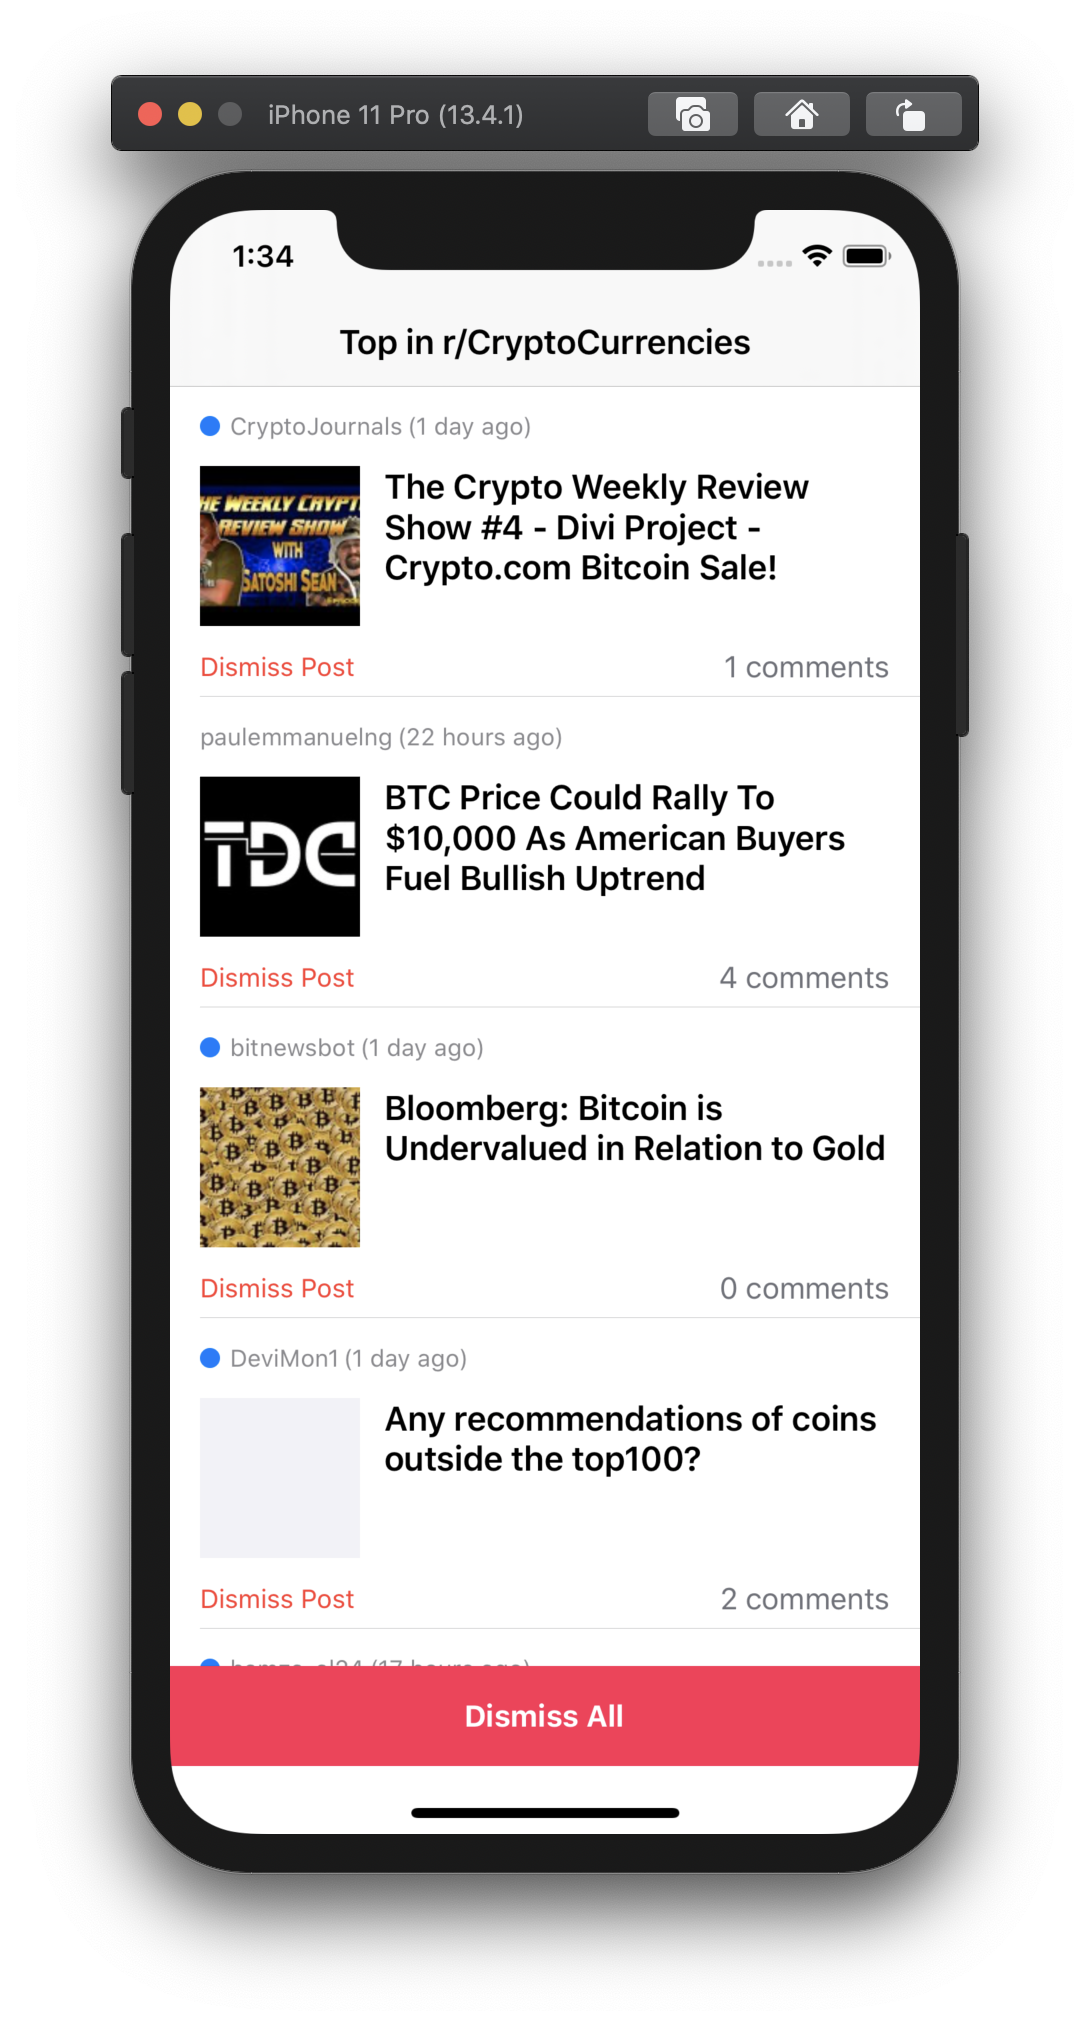 iPhone 11 Pro (13.4.1)
1:34
Top in r/CryptoCurrencies
CryptoJournals (1 day ago)
HE WEEKLY CRYPT
REVIEW SHOW
WITH
SATOSHI SEAN
The Crypto Weekly Review
Show #4 - Divi Project -
Crypto.com Bitcoin Sale!
Dismiss Post
1 comments
paulemmanuelng (22 hours ago)
TDC
BTC Price Could Rally To
$10,000 As American Buyers
Fuel Bullish Uptrend
Dismiss Post
4 comments
bitnewsbot (1 day ago)
Bloomberg: Bitcoin is
Undervalued in Relation to Gold
Dismiss Post
0 comments
DeviMon1 (1 day ago)
Any recommendations of coins
outside the top100?
Dismiss Post
2 comments
(17 hours ago)
Dismiss All